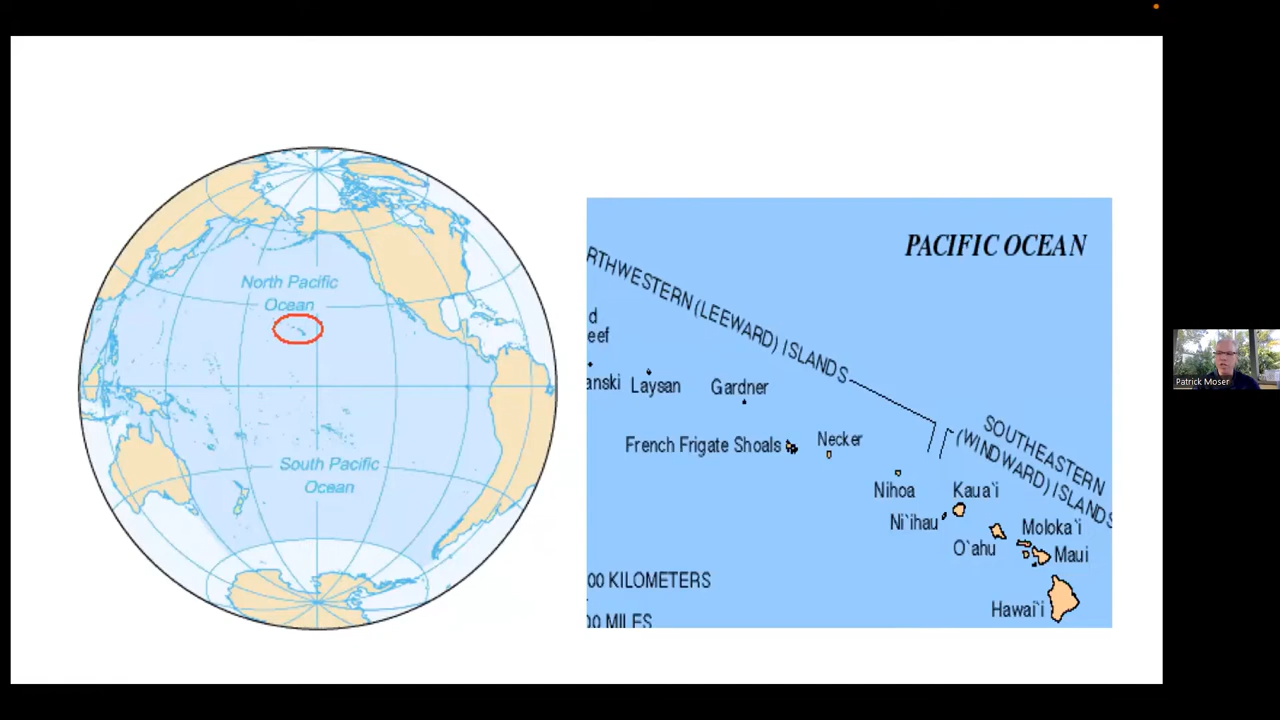 North Pacific
Ocean
South Pacific
Ocean
PACIFIC OCEAN
RTHWESTERN (LEEWARD) ISLANDS
d
eef
anski
Laysan
Gardner
French Frigate Shoals
Necker
SOUTHEASTERN
(WINDWARD) ISLANDS
Nihoa
Kaua`i
Ni`ihau
O`ahu
Moloka`i
Maui
Hawai`i
00 KILOMETERS
00 MILES
Patrick Moser